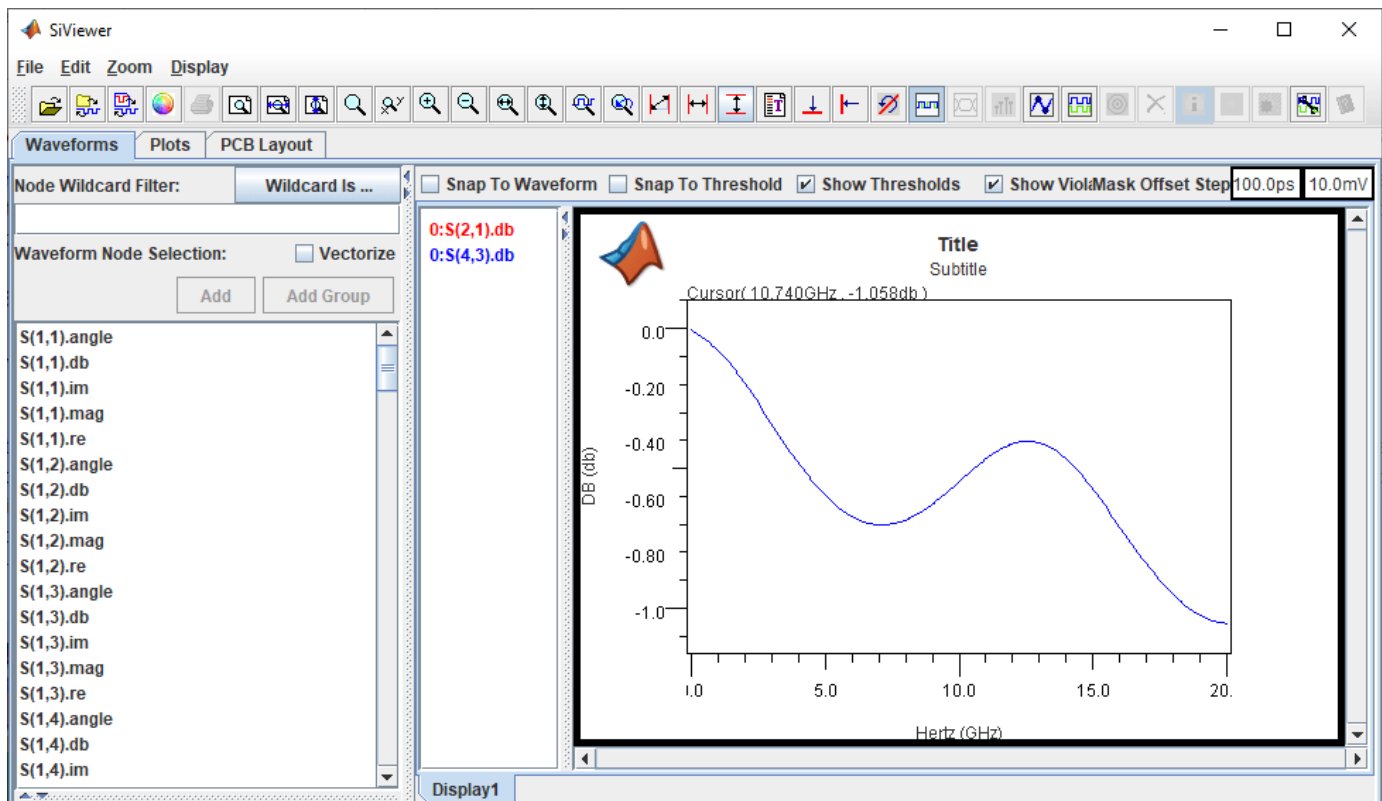 SiViewer
File Edit Zoom Display
Waveforms Plots PCB Layout
Node Wildcard Filter: Wildcard Is ...
Waveform Node Selection: Vectorize
Add Add Group
S(1,1).angle
S(1,1).db
S(1,1).im
S(1,1).mag
S(1,1).re
S(1,2).angle
S(1,2).db
S(1,2).im
S(1,2).mag
S(1,2).re
S(1,3).angle
S(1,3).db
S(1,3).im
S(1,3).mag
S(1,3).re
S(1,4).angle
S(1,4).db
S(1,4).im
Snap To Waveform Snap To Threshold Show Thresholds Show Viola Mask Offset Step 100.0ps 10.0mV
0:S(2,1).db
0:S(4,3).db
Title
Subtitle
Cursor( 10.740GHz, -1.058db )
0.0
-0.20
-0.40
-0.60
-0.80
-1.0
DB (db)
).0 5.0 10.0 15.0 20.
Hertz (GHz)
Display1